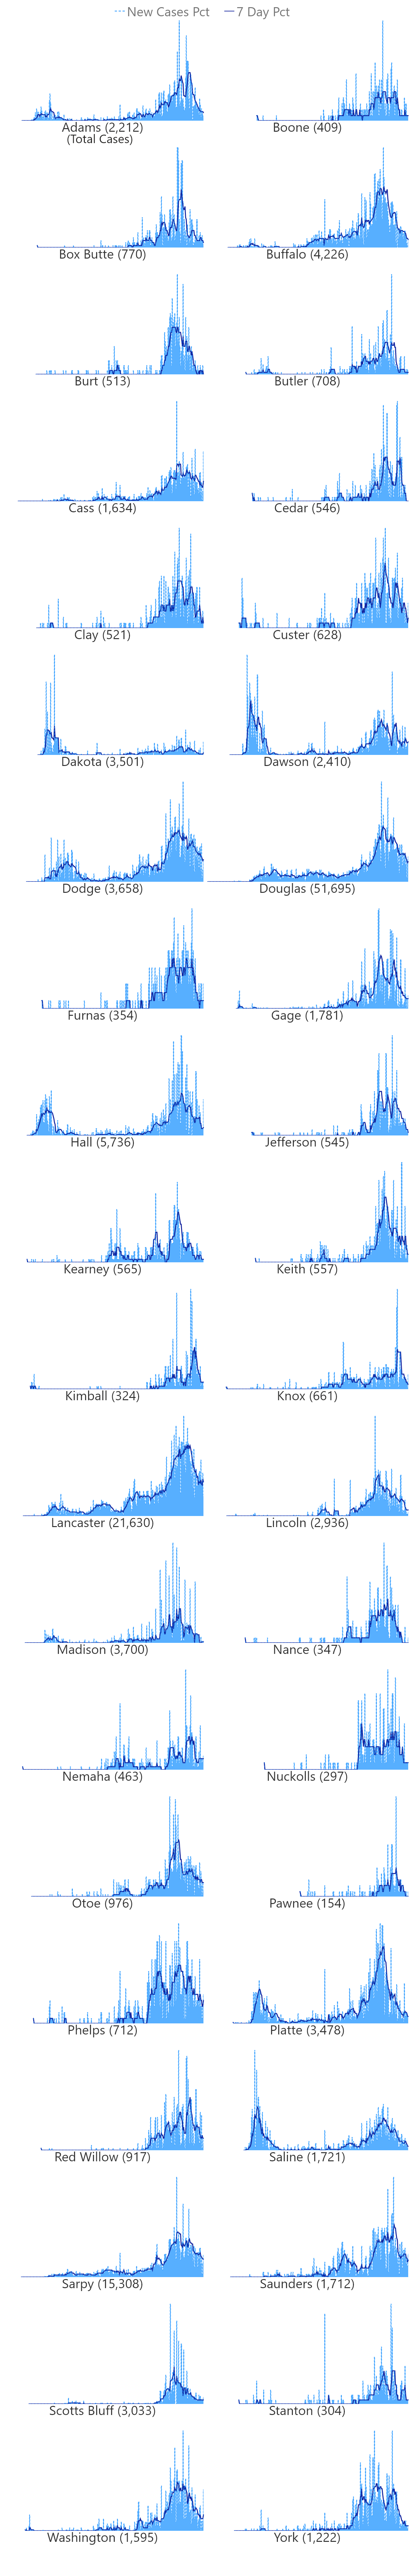 New Cases Pct 7 Day Pct
Adams (2,212)
(Total Cases)
Boone (409)
Box Butte (770)
Buffalo (4,226)
Burt (513)
Butler (708)
Cass (1,634)
Cedar (546)
Clay (521)
Custer (628)
Dakota (3,501)
Dawson (2,410)
Dodge (3,658)
Douglas (51,695)
Furnas (354)
Gage (1,781)
Hall (5,736)
Jefferson (545)
Kearney (565)
Keith (557)
Kimball (324)
Knox (661)
Lancaster (21,630)
Lincoln (2,936)
Madison (3,700)
Nance (347)
Nemaha (463)
Nuckolls (297)
Otoe (976)
Pawnee (154)
Phelps (712)
Platte (3,478)
Red Willow (917)
Saline (1,721)
Sarpy (15,308)
Saunders (1,712)
Scotts Bluff (3,033)
Stanton (304)
Washington (1,595)
York (1,222)